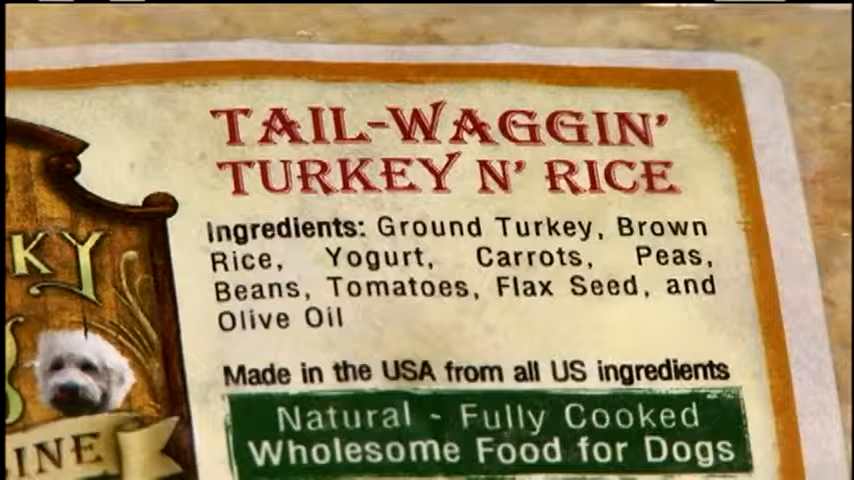 TAIL-WAGGIN'
TURKEY N' RICE
Ingredients: Ground Turkey, Brown
Rice, Yogurt, Carrots, Peas,
Beans, Tomatoes, Flax Seed, and
Olive Oil
Made in the USA from all US ingredients
Natural - Fully Cooked
Wholesome Food for Dogs
KY
INE